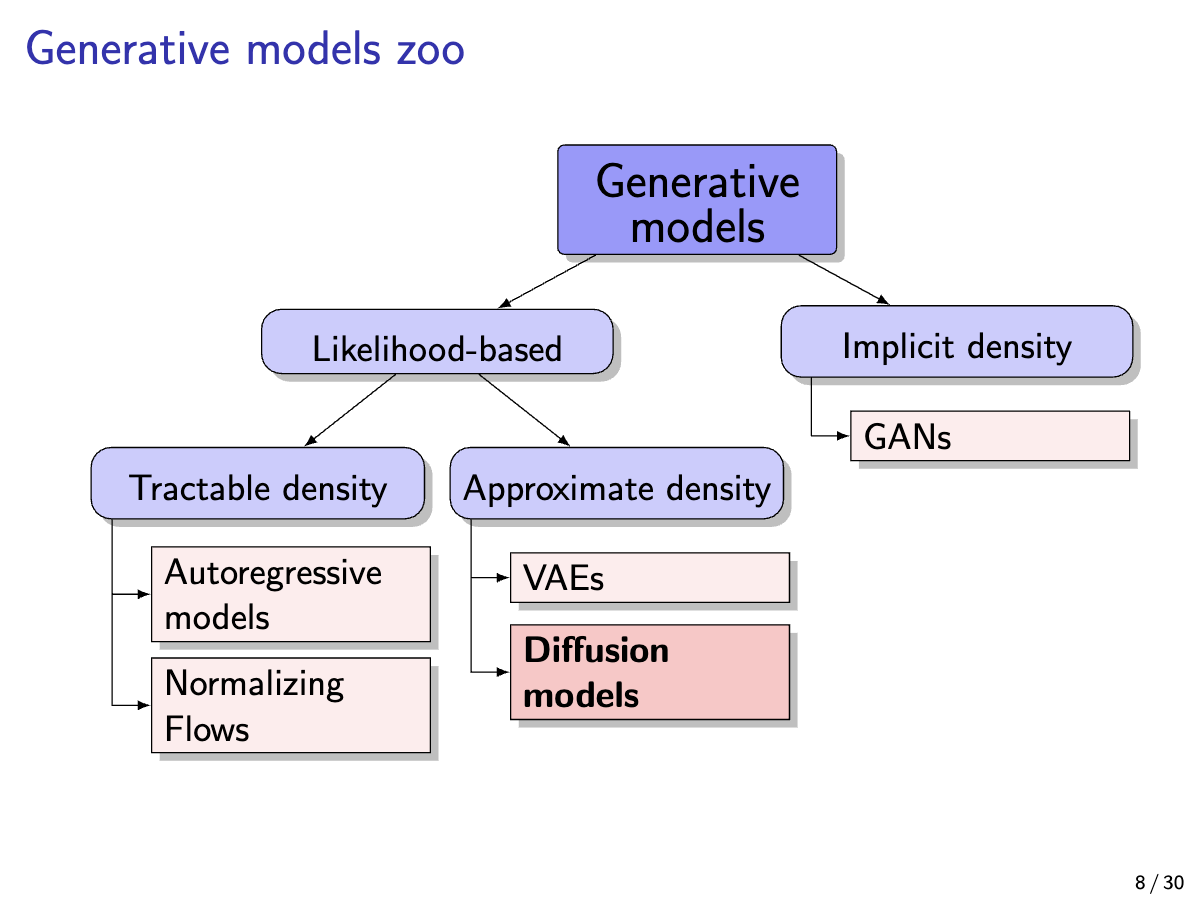 Generative models zoo
Generative
models
Likelihood-based
Implicit density
GANs
Tractable density
Approximate density
Autoregressive
models
Normalizing
Flows
VAEs
Diffusion
models
8 / 30